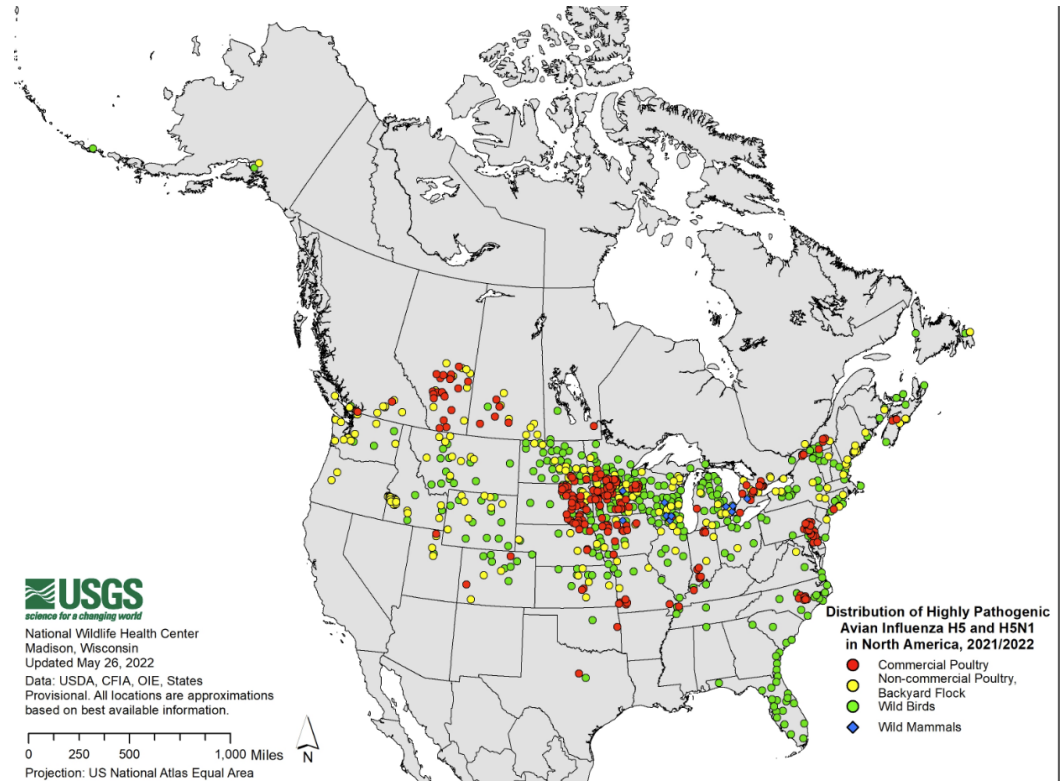 USGS
science for a changing world
National Wildlife Health Center
Madison, Wisconsin
Updated May 26, 2022
Data: USDA, CFIA, OIE, States
Provisional. All locations are approximations
based on best available information.
0 250 500 1,000 Miles
Projection: US National Atlas Equal Area
N
Distribution of Highly Pathogenic
Avian Influenza H5 and H5N1
in North America, 2021/2022
Commercial Poultry
Non-commercial Poultry,
Backyard Flock
Wild Birds
Wild Mammals